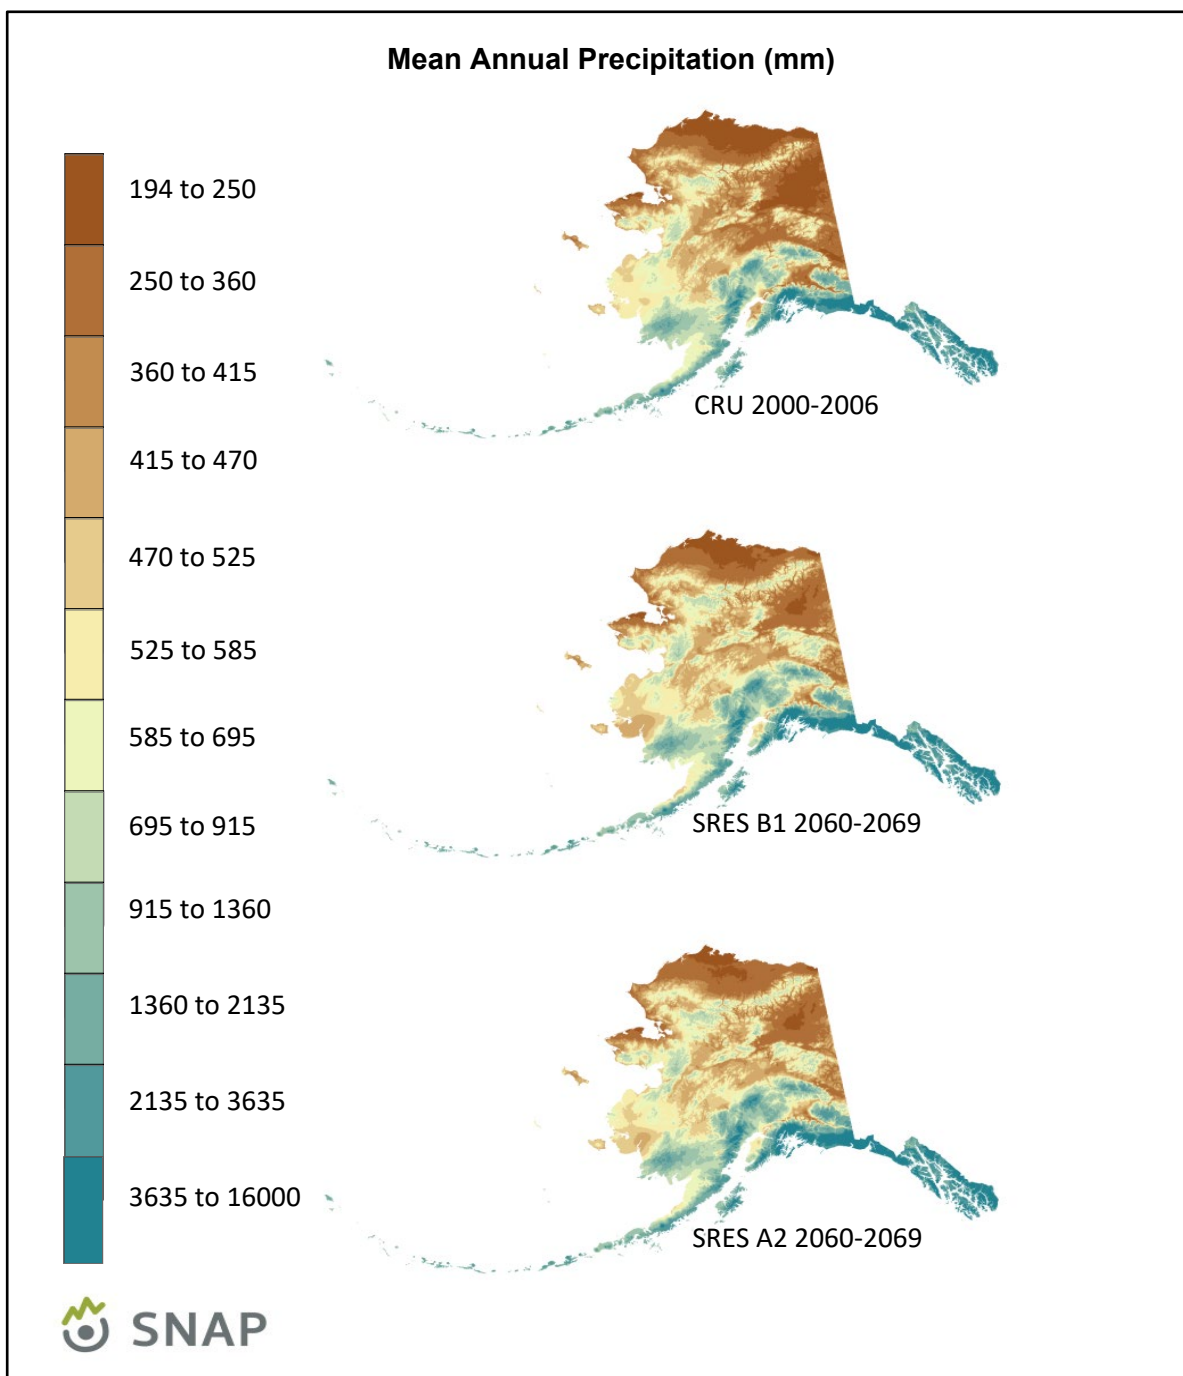 Mean Annual Precipitation (mm)
194 to 250
250 to 360
360 to 415
415 to 470
470 to 525
525 to 585
585 to 695
695 to 915
915 to 1360
1360 to 2135
2135 to 3635
3635 to 16000
CRU 2000-2006
SRES B1 2060-2069
SRES A2 2060-2069
SNAP